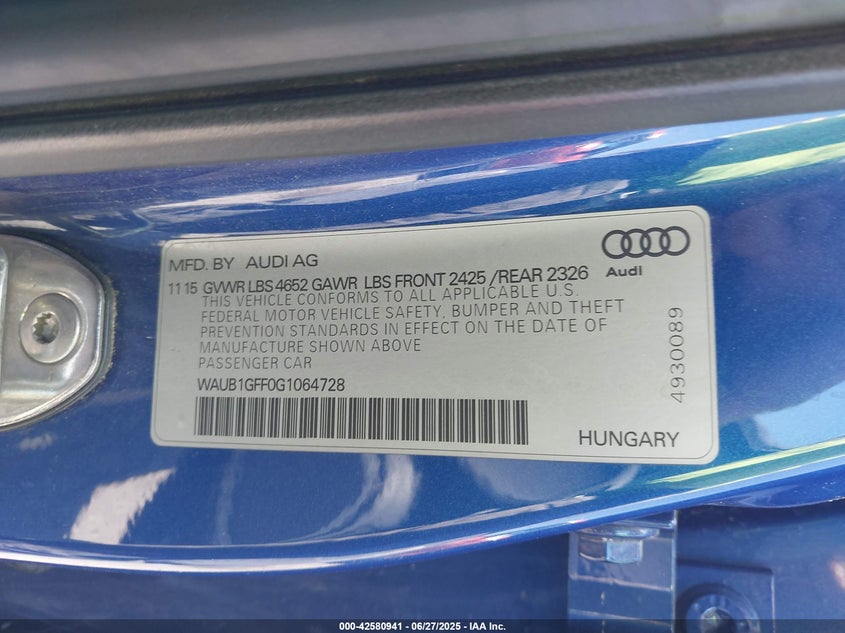 MFD. BY AUDI AG
Audi
11 15 GVWR LBS 4652 GAWR LBS FRONT 2425 /REAR 2326
THIS VEHICLE CONFORMS TO ALL APPLICABLE U.S.
FEDERAL MOTOR VEHICLE SAFETY, BUMPER AND THEFT
PREVENTION STANDARDS IN EFFECT ON THE DATE OF
MANUFACTURE SHOWN ABOVE
PASSENGER CAR
WAUB1GFF0G1064728
4930089
HUNGARY
000-42580941 / 06/27/2025 - IAA Inc.